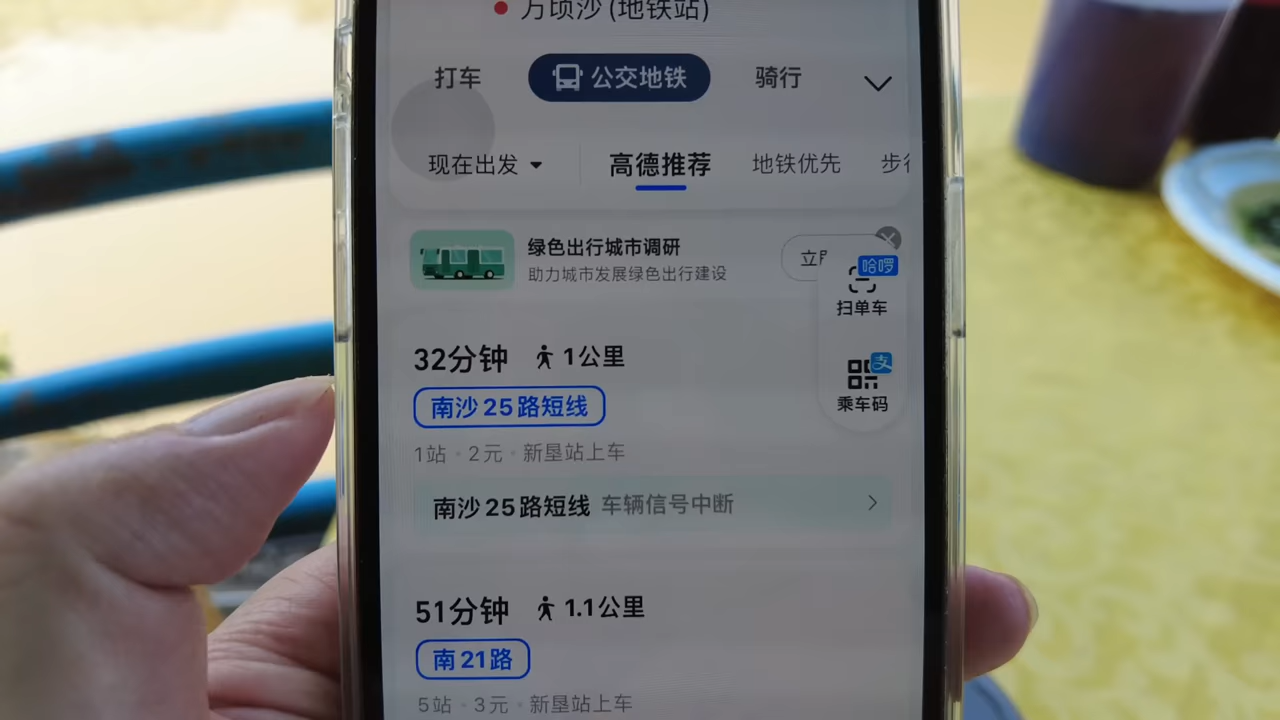 万顷沙(地铁站)
打车 公交地铁 骑行
现在出发 高德推荐 地铁优先 步
绿色出行城市调研
助力城市发展绿色出行建设
立
哈啰
扫单车
32分钟 1公里
支
乘车码
南沙25路短线
1站·2元·新垦站上车
南沙25路短线 车辆信号中断
51分钟 1.1公里
南21路
5站·3元·新垦站上车